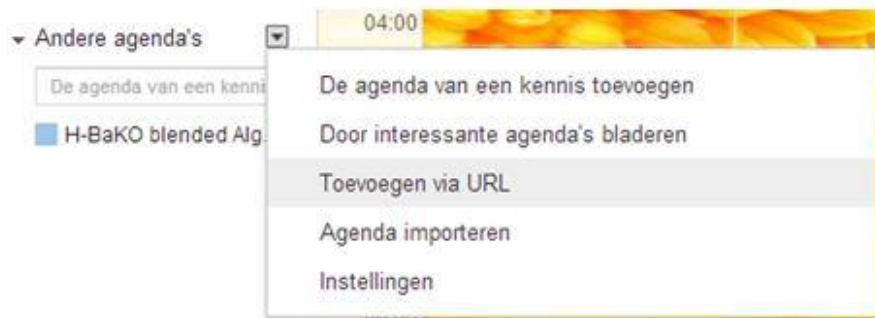 04:00
Andere agenda's
De agenda van een kenni
H-BaKO blended Alg.
De agenda van een kennis toevoegen
Door interessante agenda's bladeren
Toevoegen via URL
Agenda importeren
Instellingen